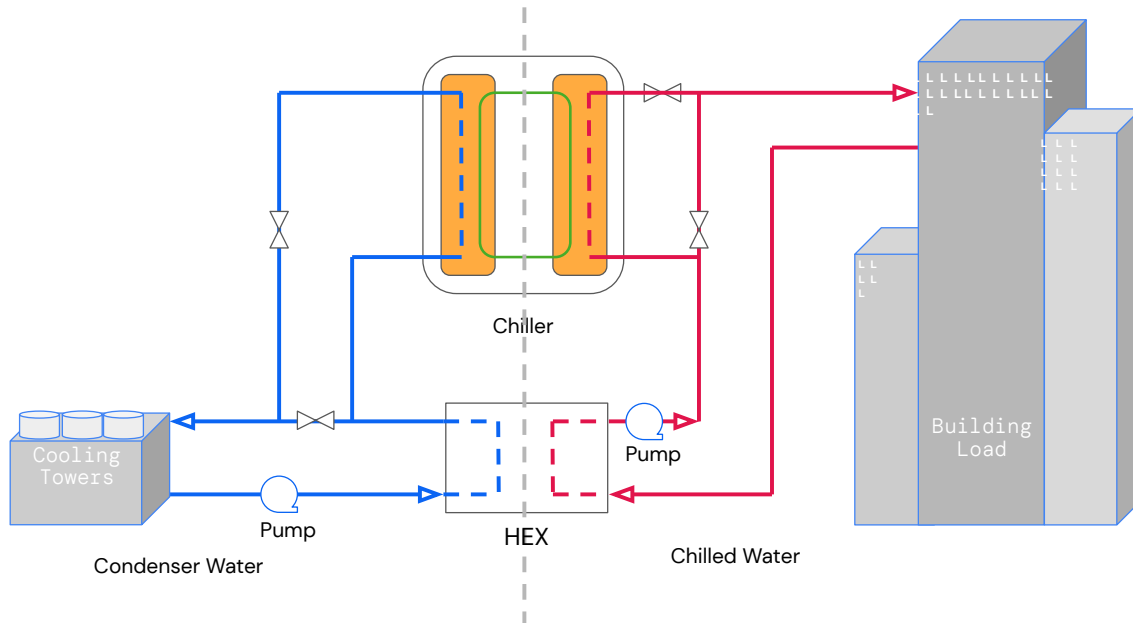 L L L L L L L L L L
L L L L L L L L L L
L L
L L L
L L L
L L L
L L L
L L
L L
L
Chiller
Building
Load
Cooling
Towers
Pump
Pump
HEX
Chilled Water
Condenser Water